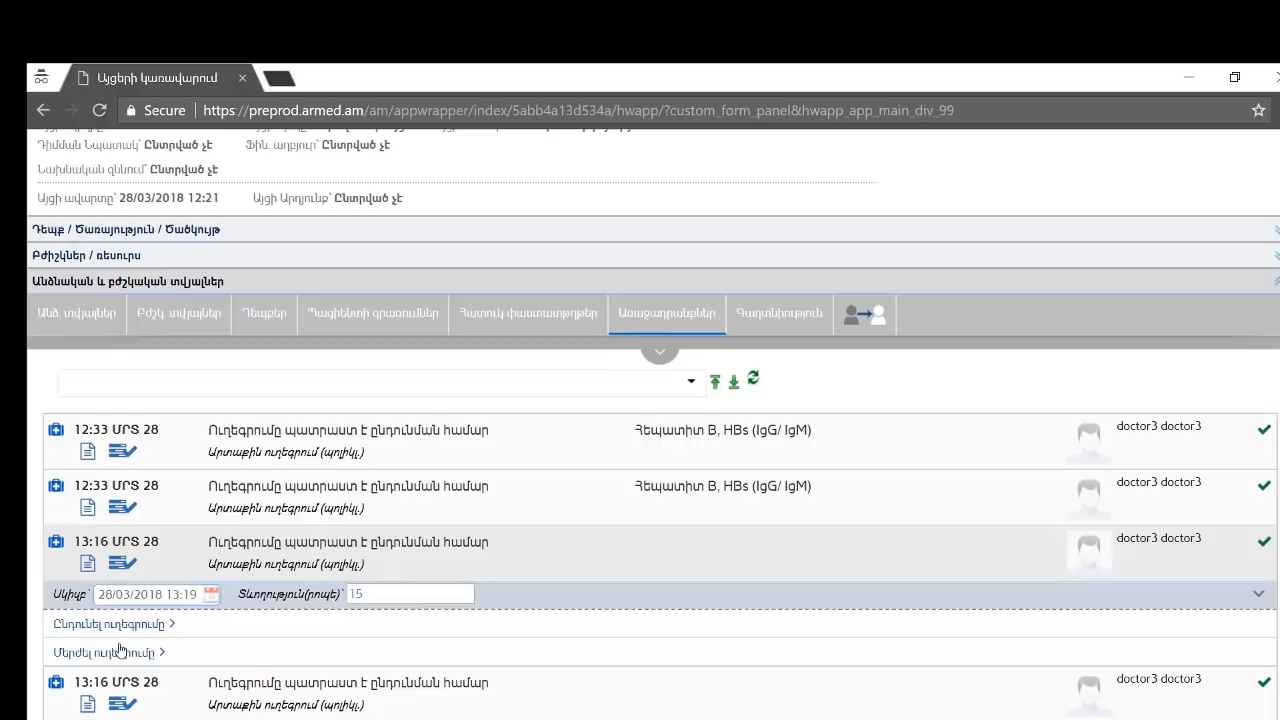 Այցերի կառավարում
Secure https://preprod.armed.am/am/appwrapper/index/5abb4a13d534a/hwapp/?custom_form_panel&hwapp_app_main_div_99
Դիմման Նպատակ՝ Ընտրված չէ Ֆին. աղբյուր՝ Ընտրված չէ
Նախնական զննում՝ Ընտրված չէ
Այցի ավարտը՝ 28/03/2018 12:21 Այցի Արդյունք՝ Ընտրված չէ
Դեպք / Ծառայություն / Ծածկույթ
Բժիշկներ / ռեսուրս
Անձնական և բժշկական տվյալներ
Անձ. տվյալներ Բժշկ. տվյալներ Դեպքեր Պացիենտի գրառումներ Հատուկ փաստաթղթեր Առաջադրանքներ Գաղտնիություն
12:33 ՄՐՏ 28 Ուղեգրումը պատրաստ է ընդունման համար Հեպատիտ B, HBs (IgG/ IgM) doctor3 doctor3
Արտաքին ուղեգրում (պոլիկլ.)
12:33 ՄՐՏ 28 Ուղեգրումը պատրաստ է ընդունման համար Հեպատիտ B, HBs (IgG/ IgM) doctor3 doctor3
Արտաքին ուղեգրում (պոլիկլ.)
13:16 ՄՐՏ 28 Ուղեգրումը պատրաստ է ընդունման համար doctor3 doctor3
Արտաքին ուղեգրում (պոլիկլ.)
Սկիզբ՝ 28/03/2018 13:19 Տևողություն(րոպե)՝ 15
Ընդունել ուղեգրումը >
Մերժել ուղեգրումը >
13:16 ՄՐՏ 28 Ուղեգրումը պատրաստ է ընդունման համար doctor3 doctor3
Արտաքին ուղեգրում (պոլիկլ.)